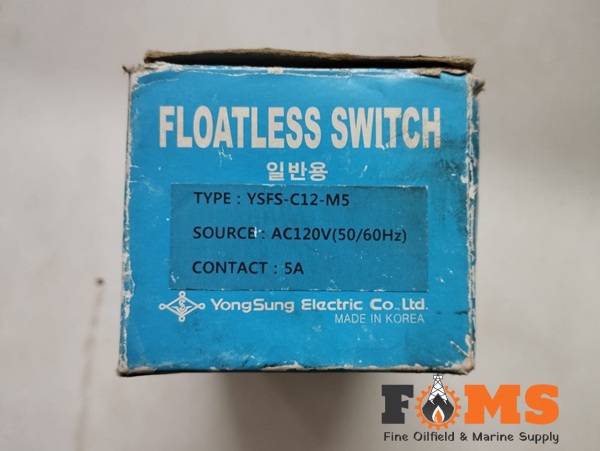 FLOATLESS SWITCH
일반용
TYPE : YSFS-C12-M5
SOURCE : AC120V(50/60Hz)
CONTACT : 5A
YongSung Electric Co.,Ltd.
MADE IN KOREA
FOMS
Fine Oilfield & Marine Supply